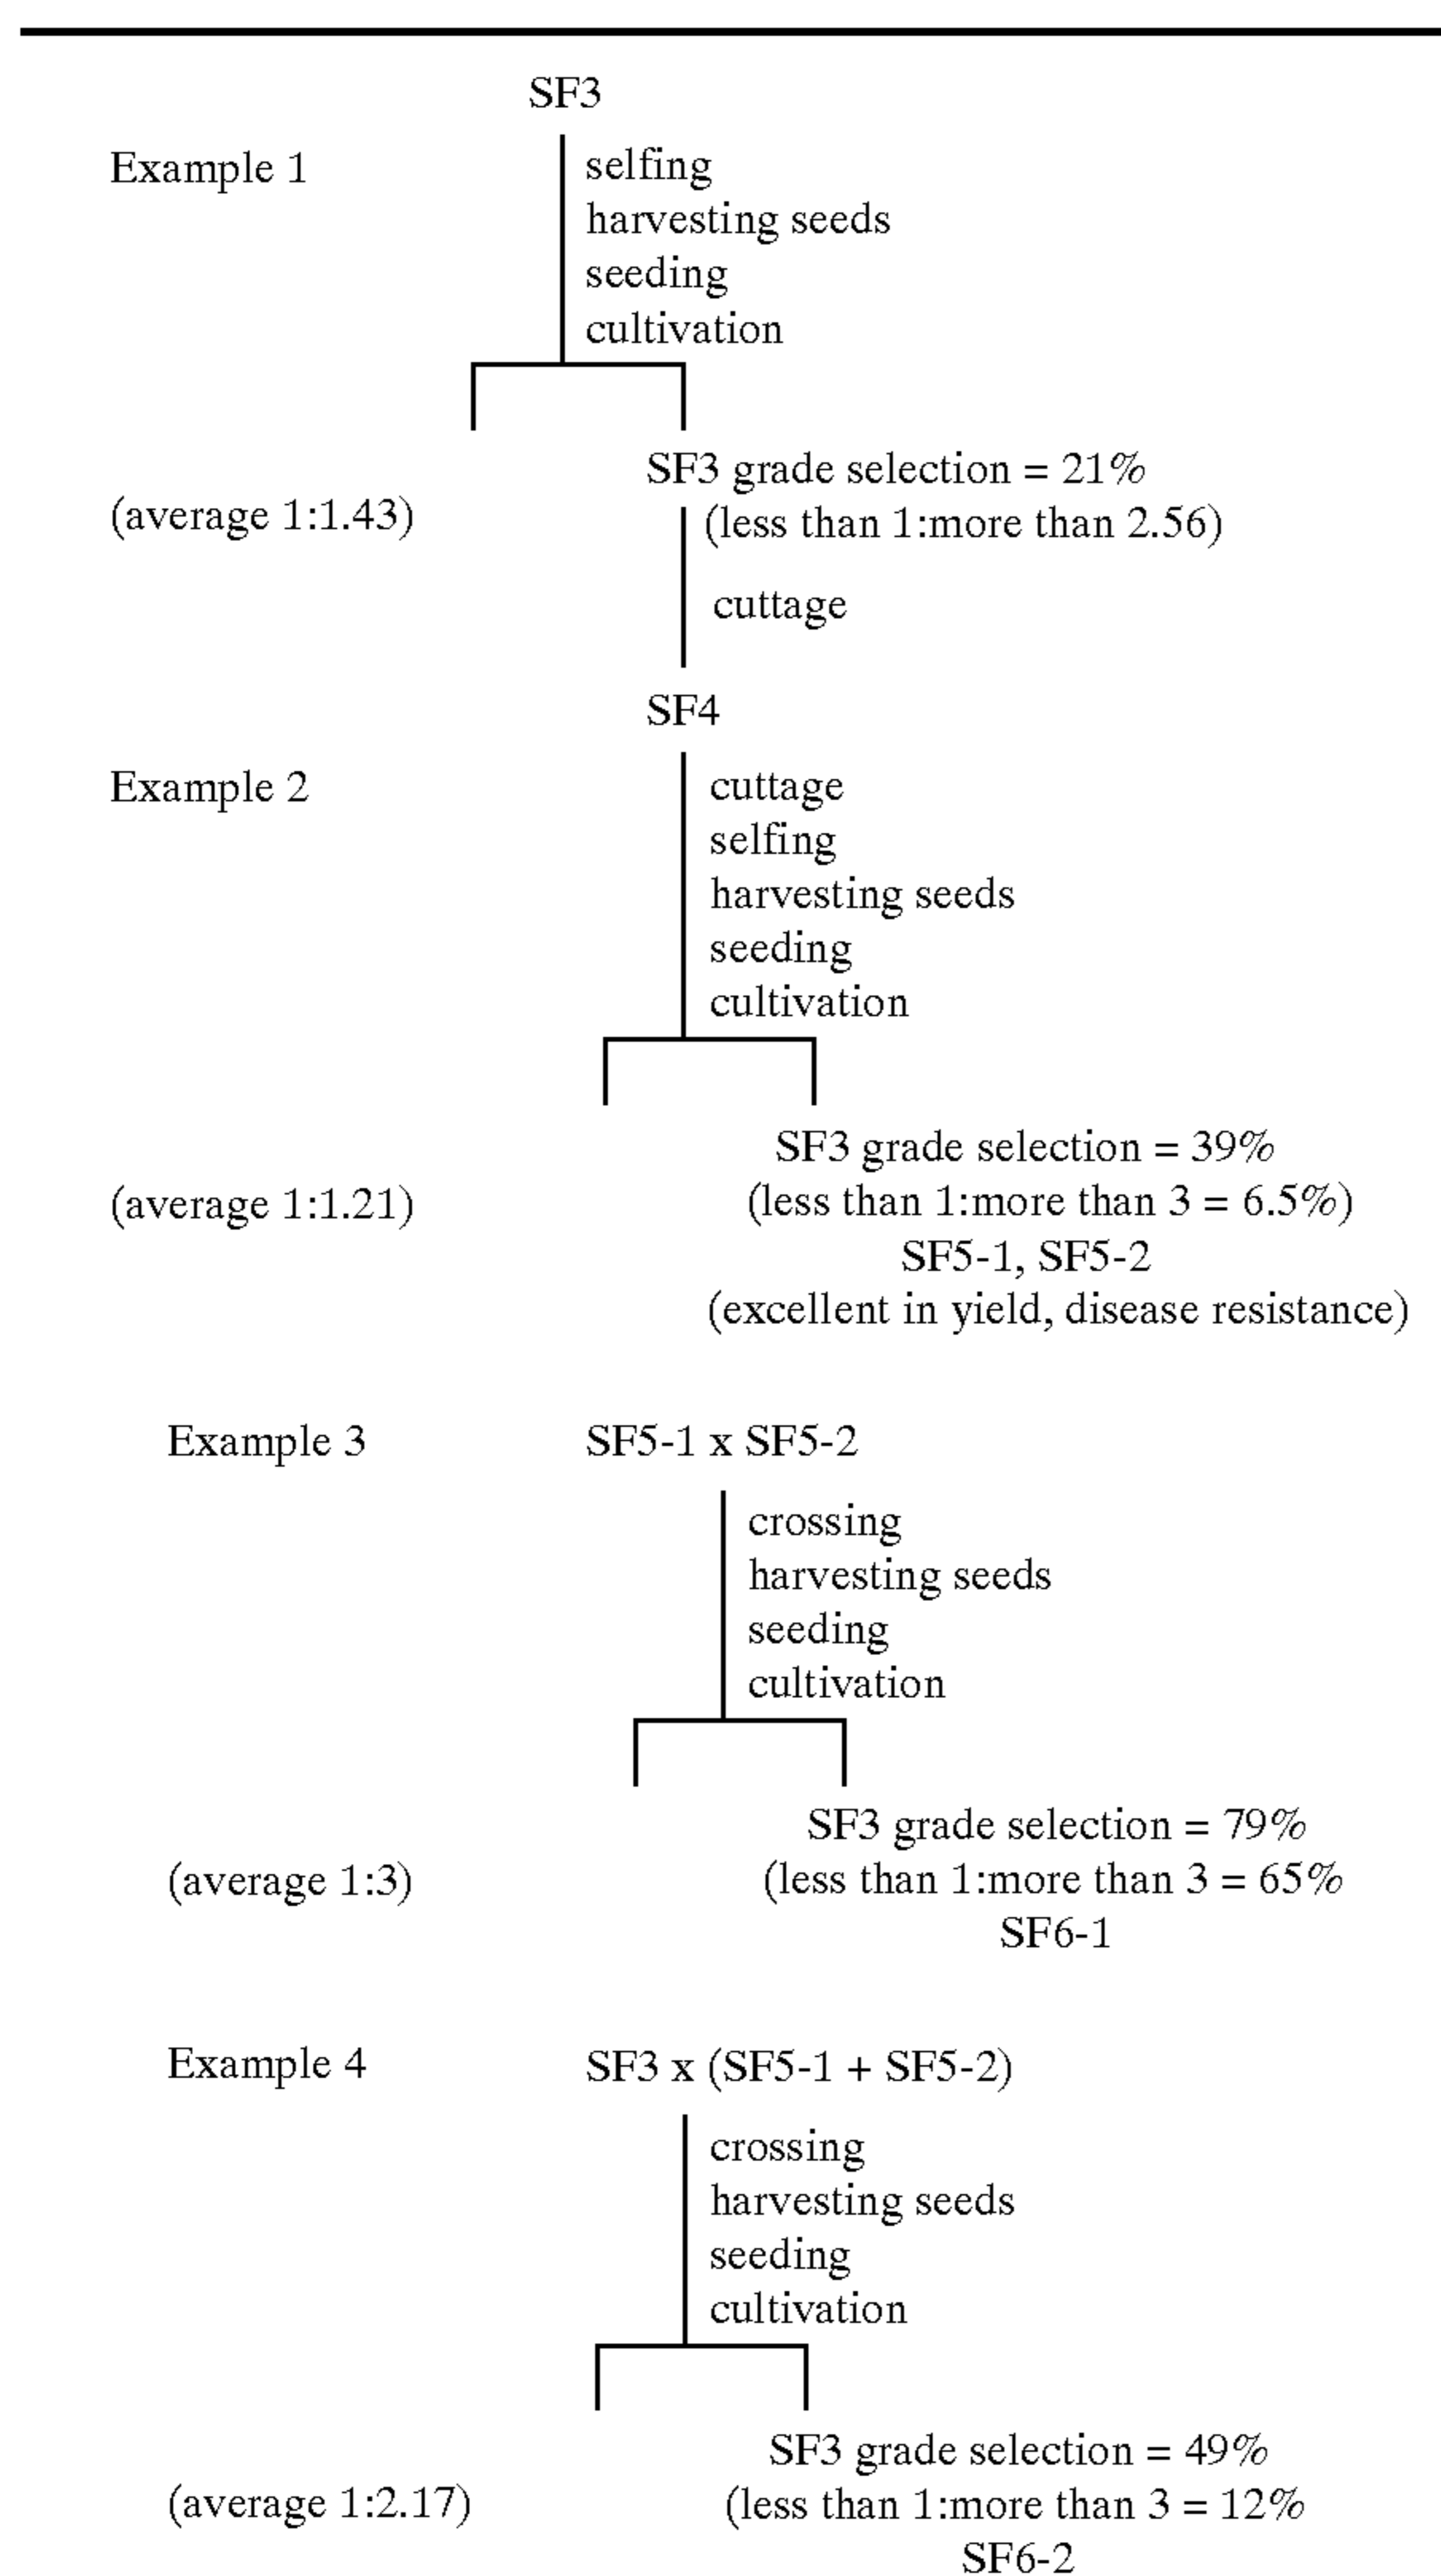 SF3
Example 1
selfing
harvesting seeds
seeding
cultivation
SF3 grade selection = 21%
(average 1:1.43)
(less than 1:more than 2.56)
cuttage
SF4
Example 2
cuttage
selfing
harvesting seeds
seeding
cultivation
SF3 grade selection = 39%
(average 1:1.21)
(less than 1:more than 3 = 6.5%)
SF5-1, SF5-2
(excellent in yield, disease resistance)
Example 3
SF5-1 x SF5-2
crossing
harvesting seeds
seeding
cultivation
SF3 grade selection = 79%
(average 1:3)
(less than 1:more than 3 = 65%
SF6-1
Example 4
SF3 x (SF5-1 + SF5-2)
crossing
harvesting seeds
seeding
cultivation
SF3 grade selection = 49%
(average 1:2.17)
(less than 1:more than 3 = 12%
SF6-2